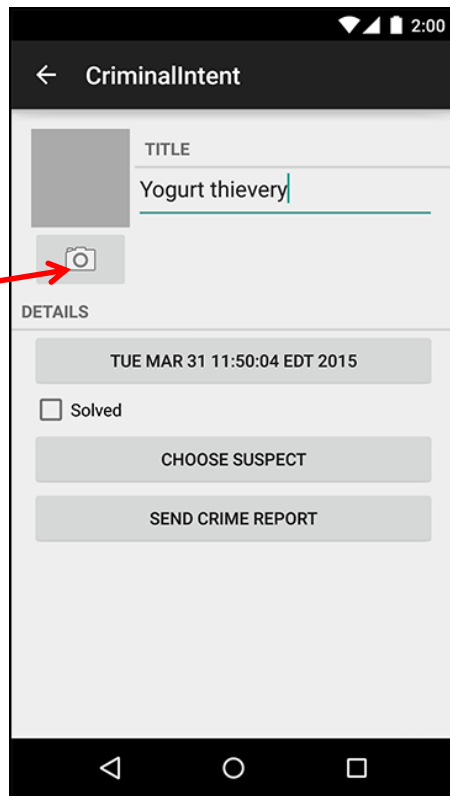 2:00
CriminalIntent
TITLE
Yogurt thievery
DETAILS
TUE MAR 31 11:50:04 EDT 2015
Solved
CHOOSE SUSPECT
SEND CRIME REPORT